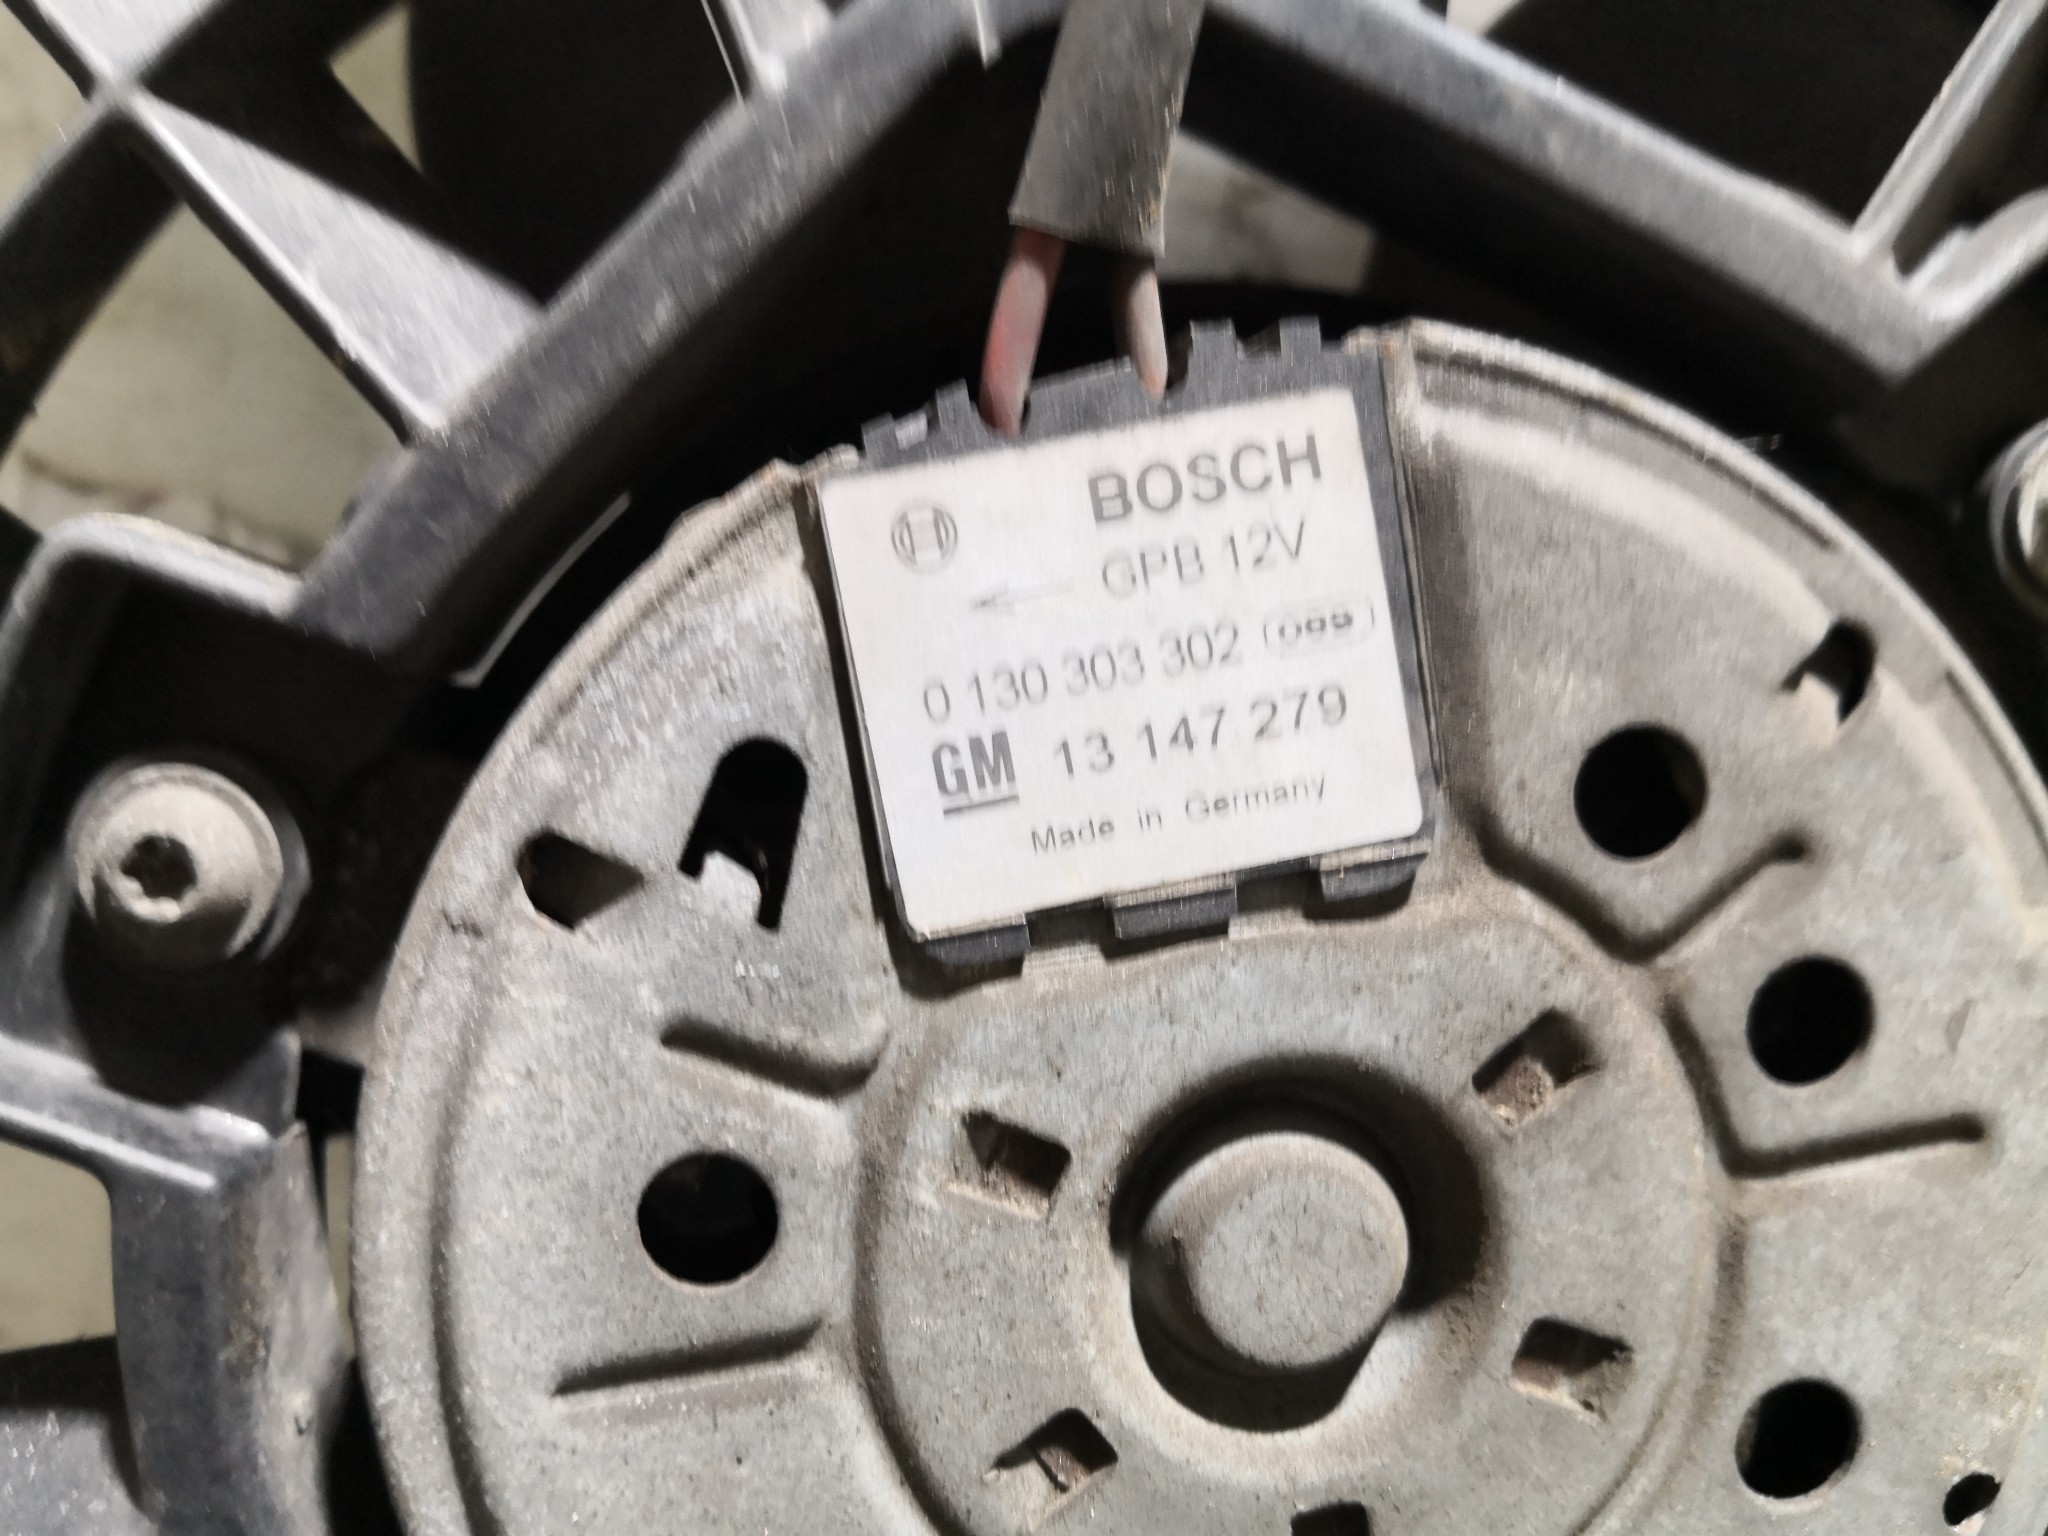 BOSCH
GPB 12V
0 130 303 302
GM 13 147 279
Made in Germany